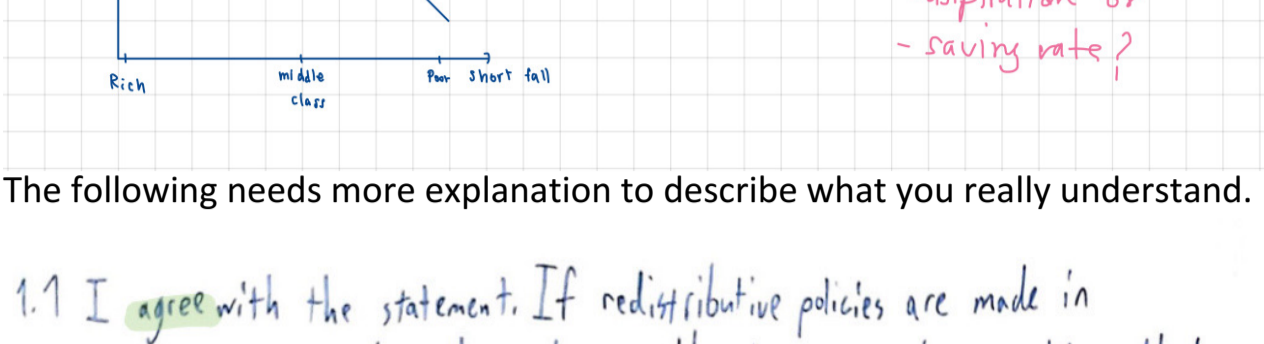 - saving rate?
Rich
middle class
Poor
short fall
The following needs more explanation to describe what you really understand.
1.1 I agree with the statement. If redistributive policies are made in